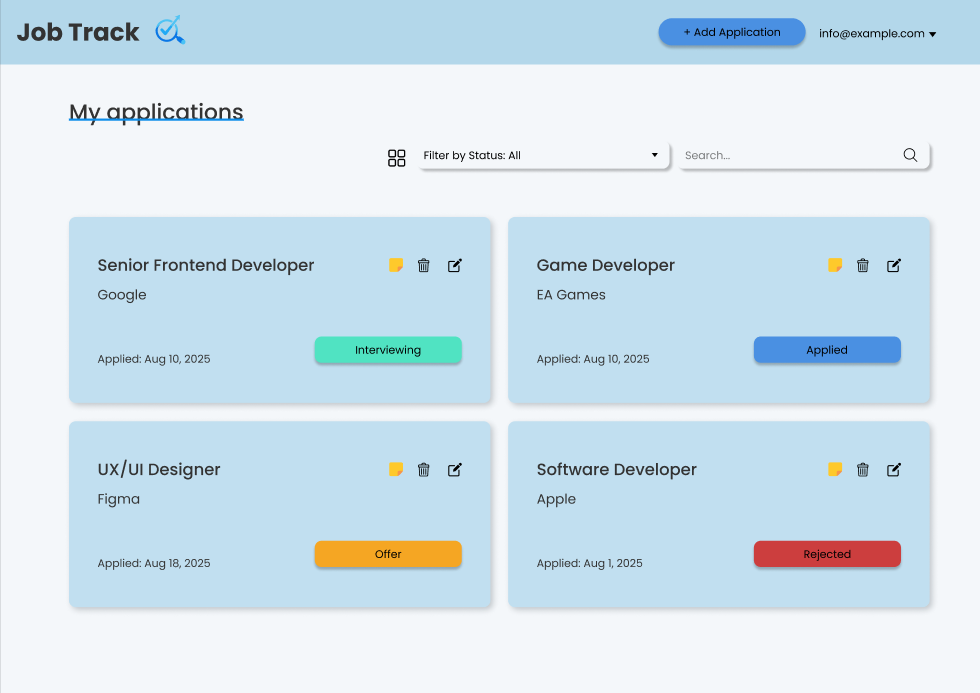 Job Track
+ Add Application
info@example.com
My applications
Filter by Status: All
Search...
Senior Frontend Developer
Google
Applied: Aug 10, 2025
Interviewing
Game Developer
EA Games
Applied: Aug 10, 2025
Applied
UX/UI Designer
Figma
Applied: Aug 18, 2025
Offer
Software Developer
Apple
Applied: Aug 1, 2025
Rejected